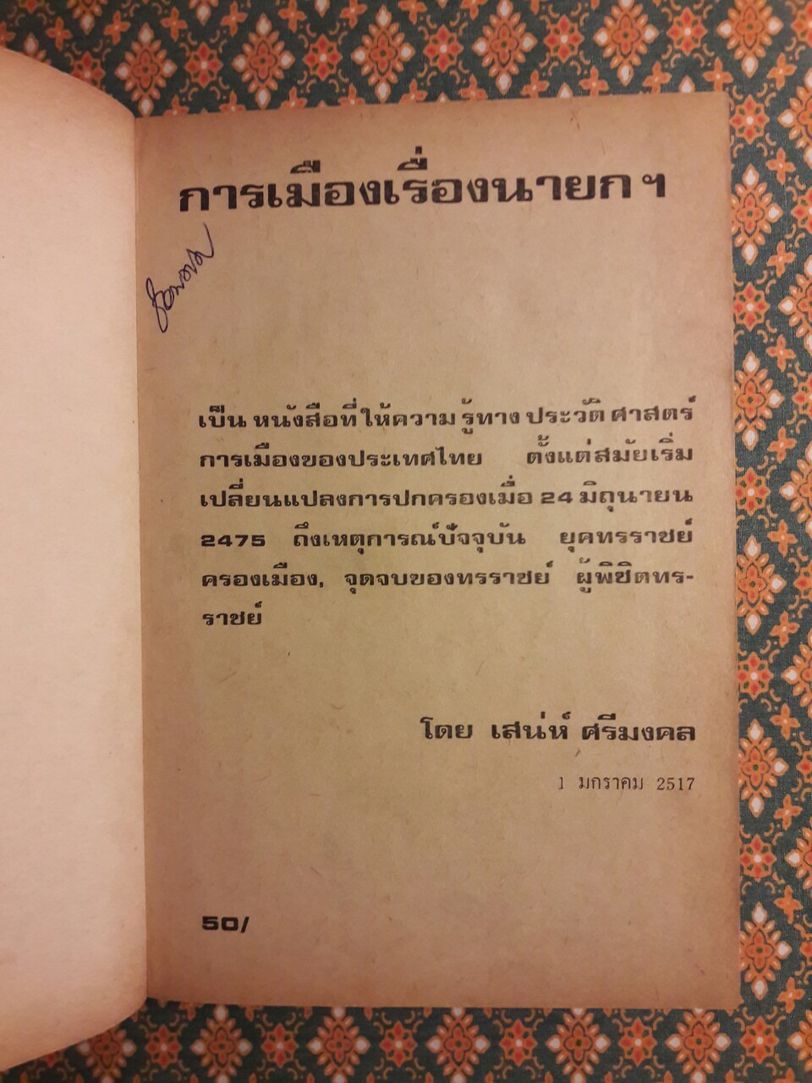 การเมืองเรื่องนายกฯ
เป็นหนังสือที่ให้ความรู้ทางประวัติศาสตร์
การเมืองของประเทศไทย ตั้งแต่สมัยเริ่ม
เปลี่ยนแปลงการปกครองเมื่อ 24 มิถุนายน
2475 ถึงเหตุการณ์ปัจจุบัน ยุคทรราชย์
ครองเมือง, จุดจบของทรราชย์ ผู้พิชิตทร-
ราชย์
โดย เสน่ห์ ศรีมงคล
1 มกราคม 2517
50/